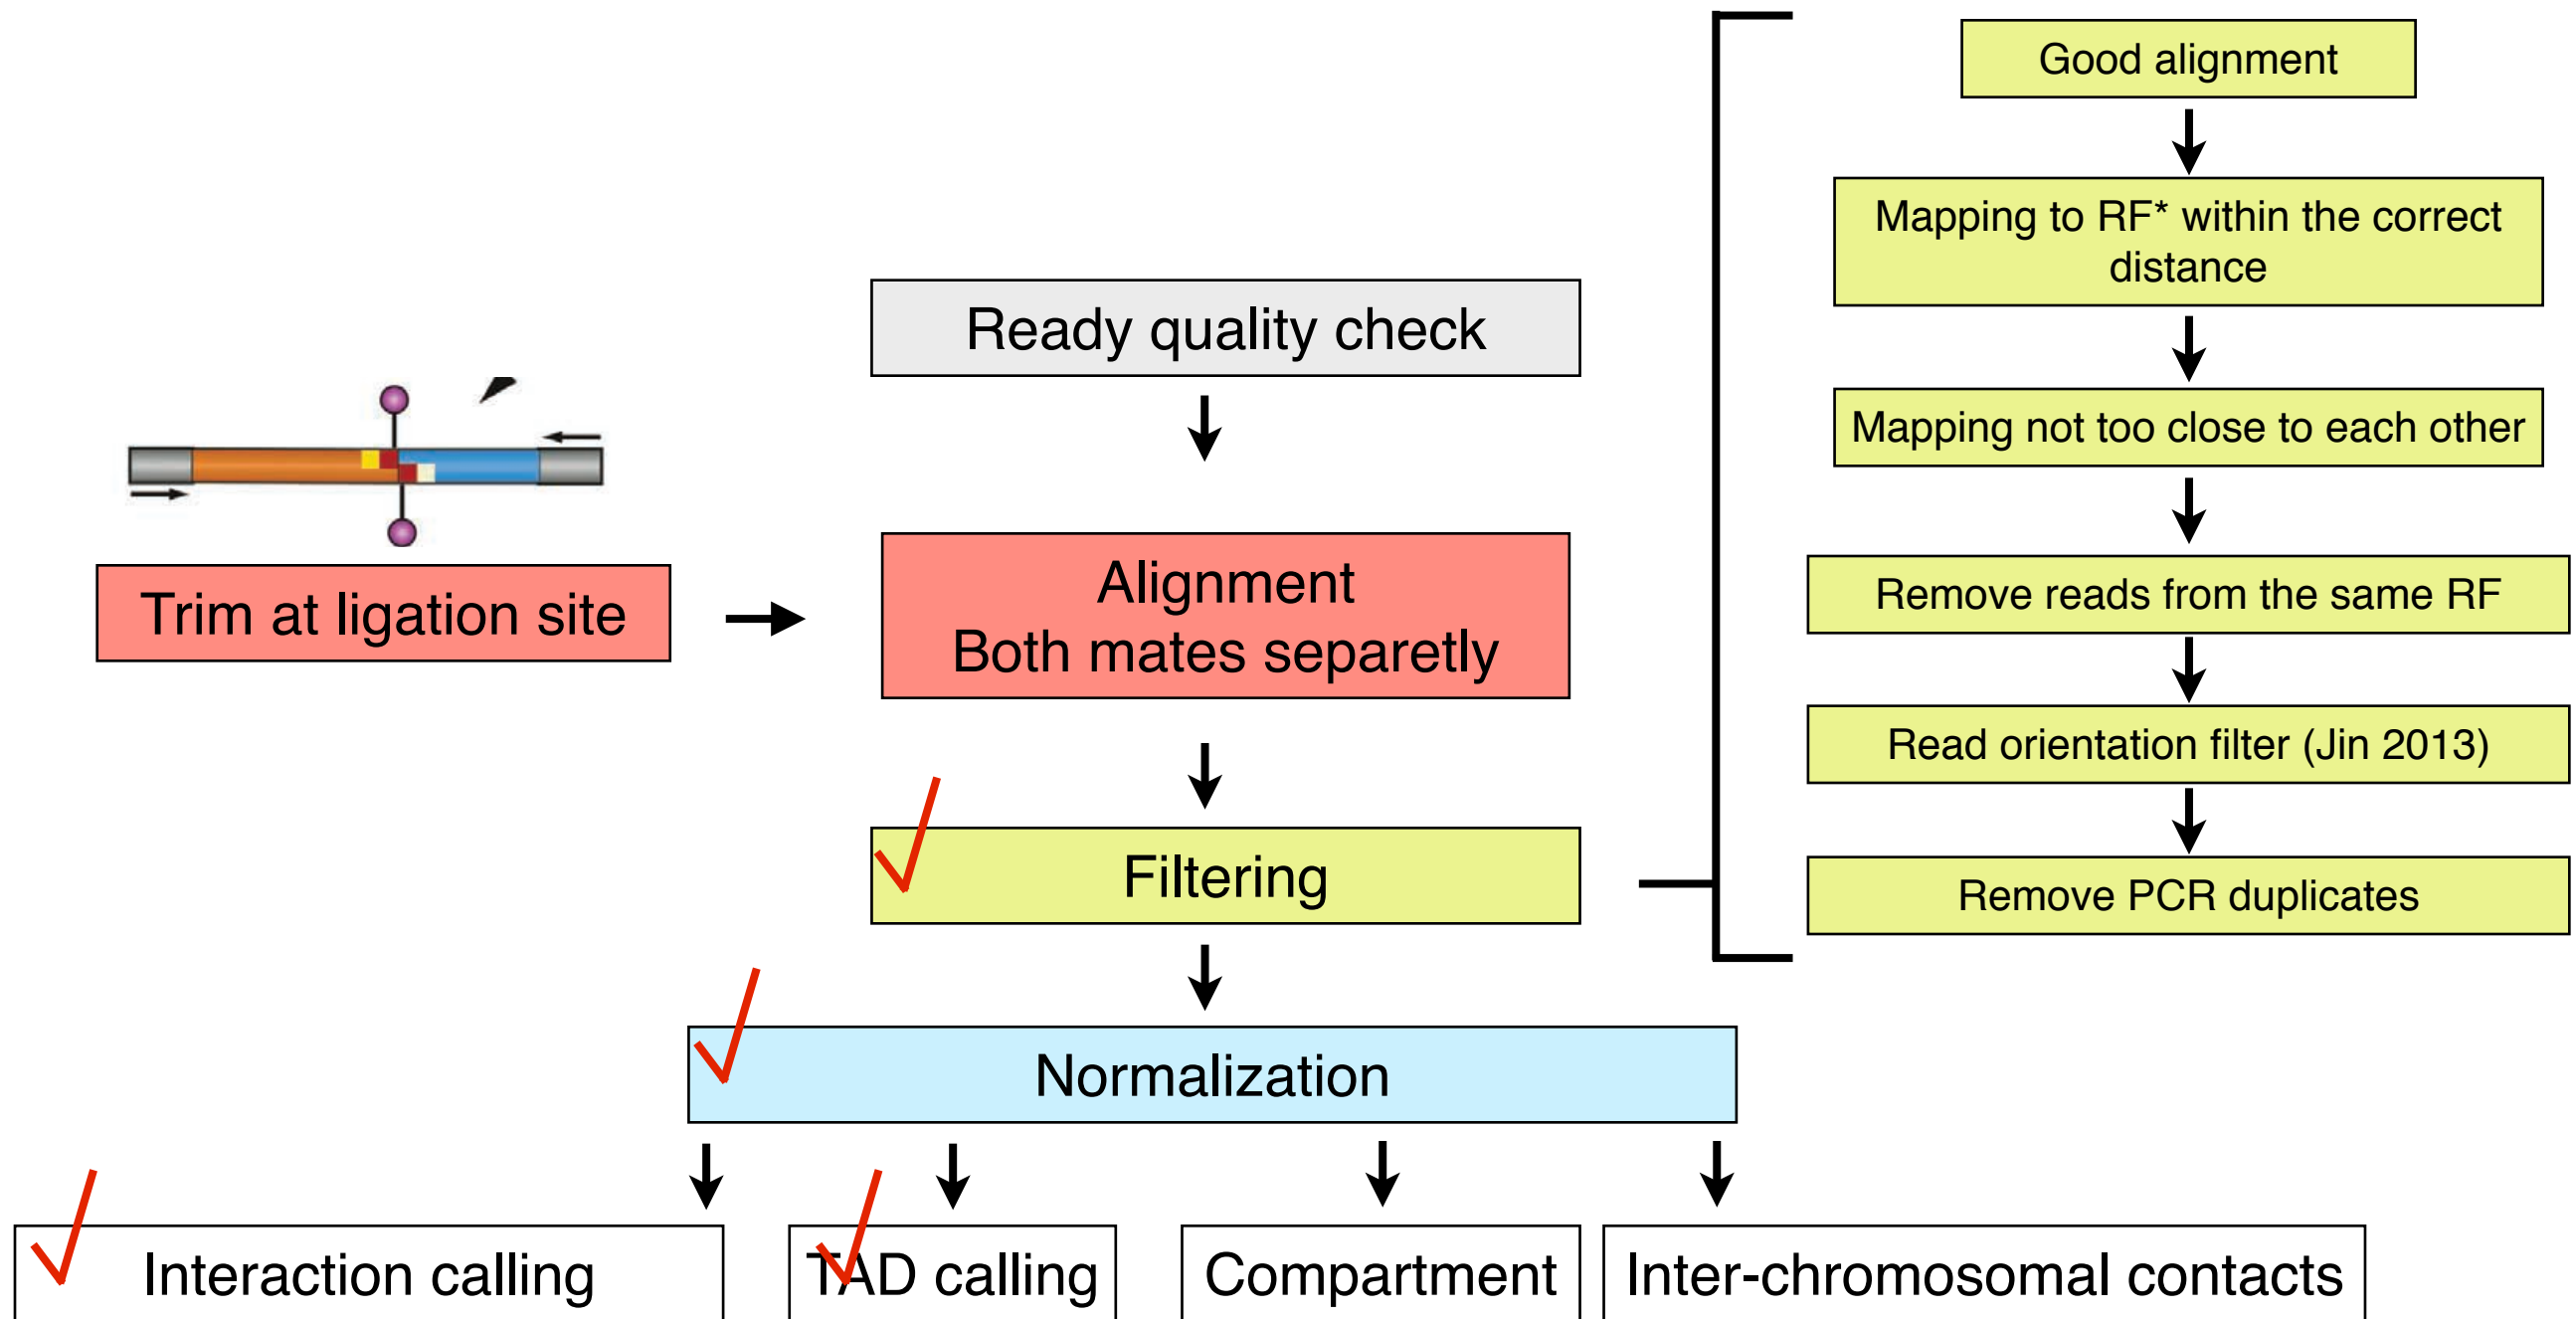 Ready quality check
Trim at ligation site
Alignment
Both mates separetly
Filtering
Normalization
Interaction calling
TAD calling
Compartment
Inter-chromosomal contacts
Good alignment
Mapping to RF* within the correct
distance
Mapping not too close to each other
Remove reads from the same RF
Read orientation filter (Jin 2013)
Remove PCR duplicates